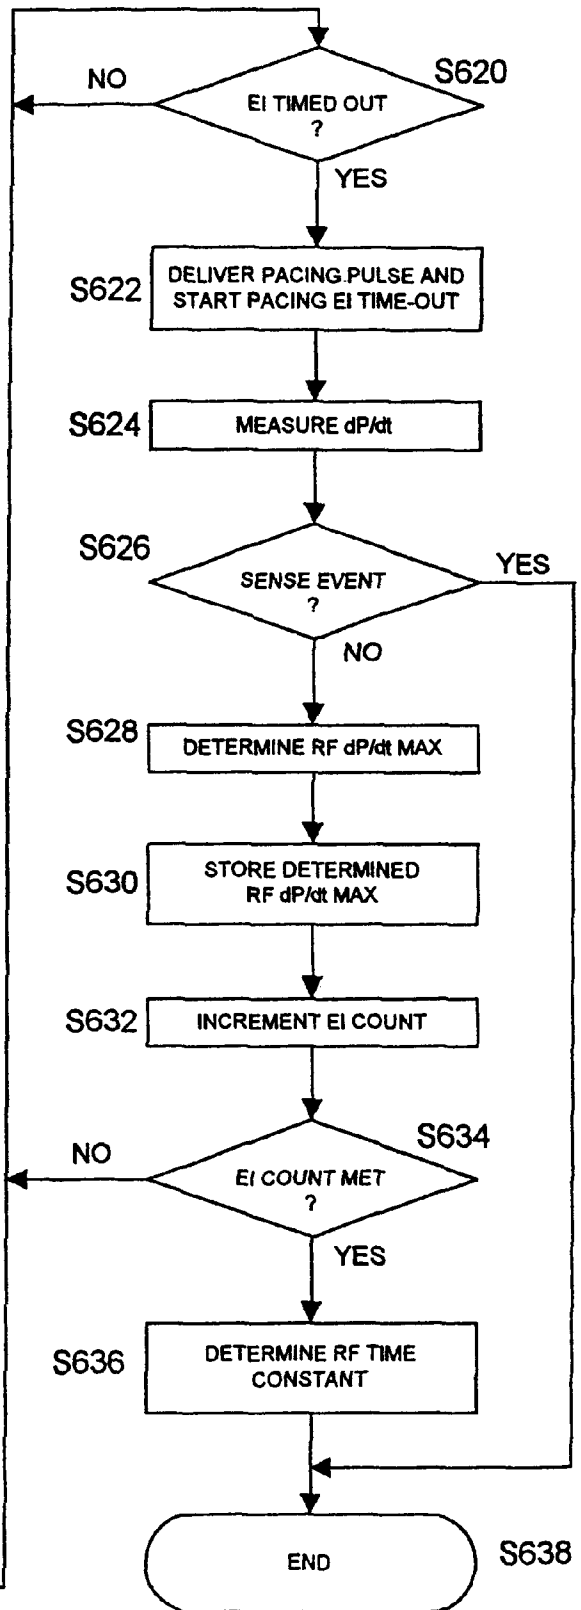 S620
NO
EI TIMED OUT
?
YES
S622
DELIVER PACING.PULSE AND
START PACING EI TIME-OUT
S624
MEASURE dP/dt
S626
YES
SENSE EVENT
?
NO
S628
DETERMINE RF dP/dt MAX
S630
STORE DETERMINED
RF dP/dt MAX
S632
INCREMENT EI COUNT
S634
NO
EI COUNT MET
?
YES
S636
DETERMINE RF TIME
CONSTANT
END
S638